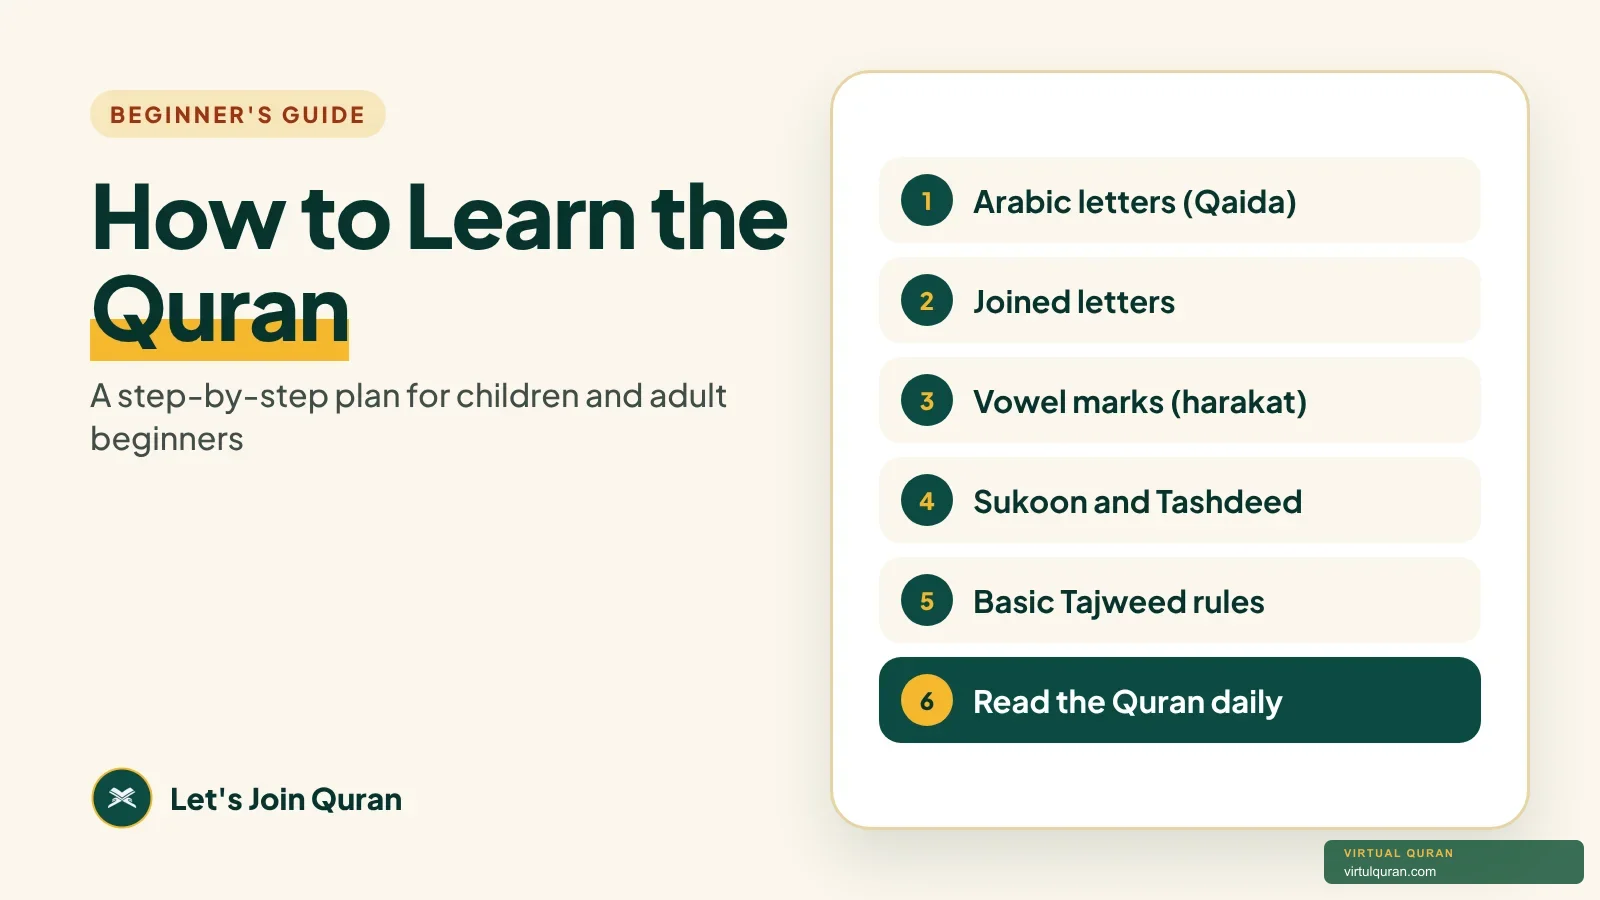 BEGINNER'S GUIDE
How to Learn the
Quran
A step-by-step plan for children and adult
beginners
1 Arabic letters (Qaida)
2 Joined letters
3 Vowel marks (harakat)
4 Sukoon and Tashdeed
5 Basic Tajweed rules
6 Read the Quran daily
Let's Join Quran
VIRTUAL QURAN
virtulquran.com